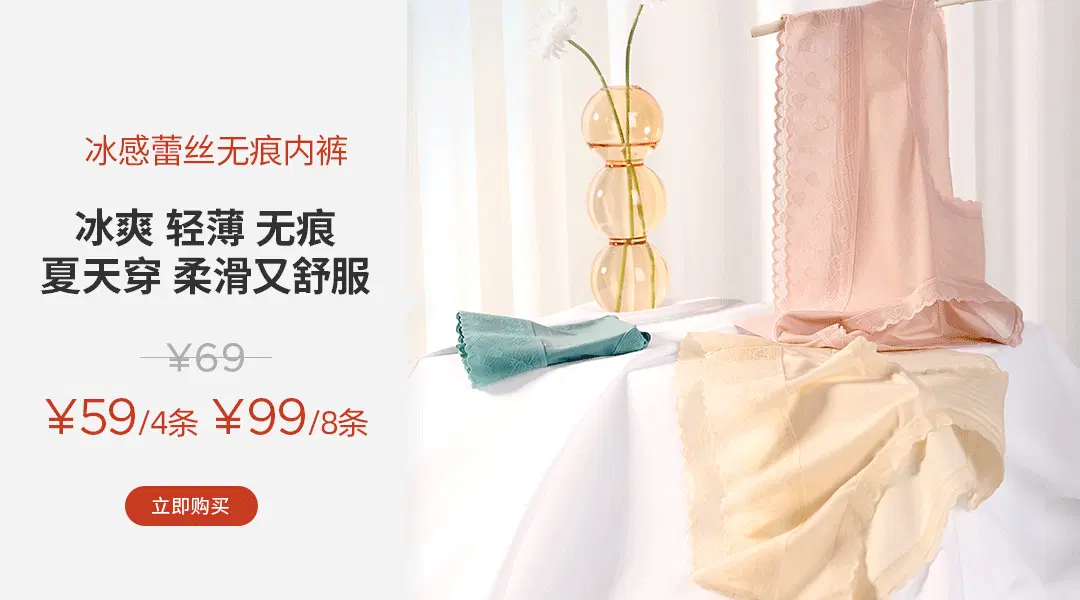 冰感蕾丝无痕内裤
冰爽 轻薄 无痕
夏天穿 柔滑又舒服
¥69
¥59/4条 ¥99/8条
立即购买